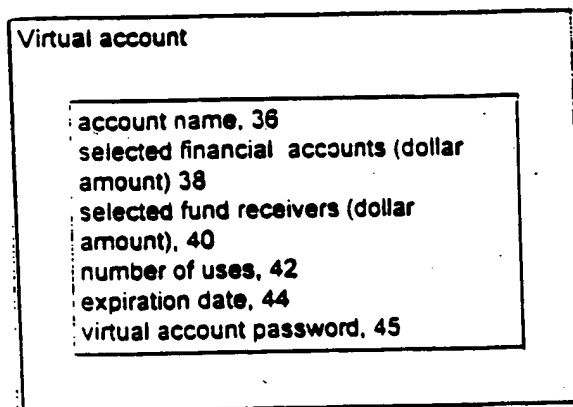 Virtual account
account name, 36
selected financial accounts (dollar
amount) 38
selected fund receivers (dollar
amount), 40
number of uses, 42
expiration date, 44
virtual account password, 45